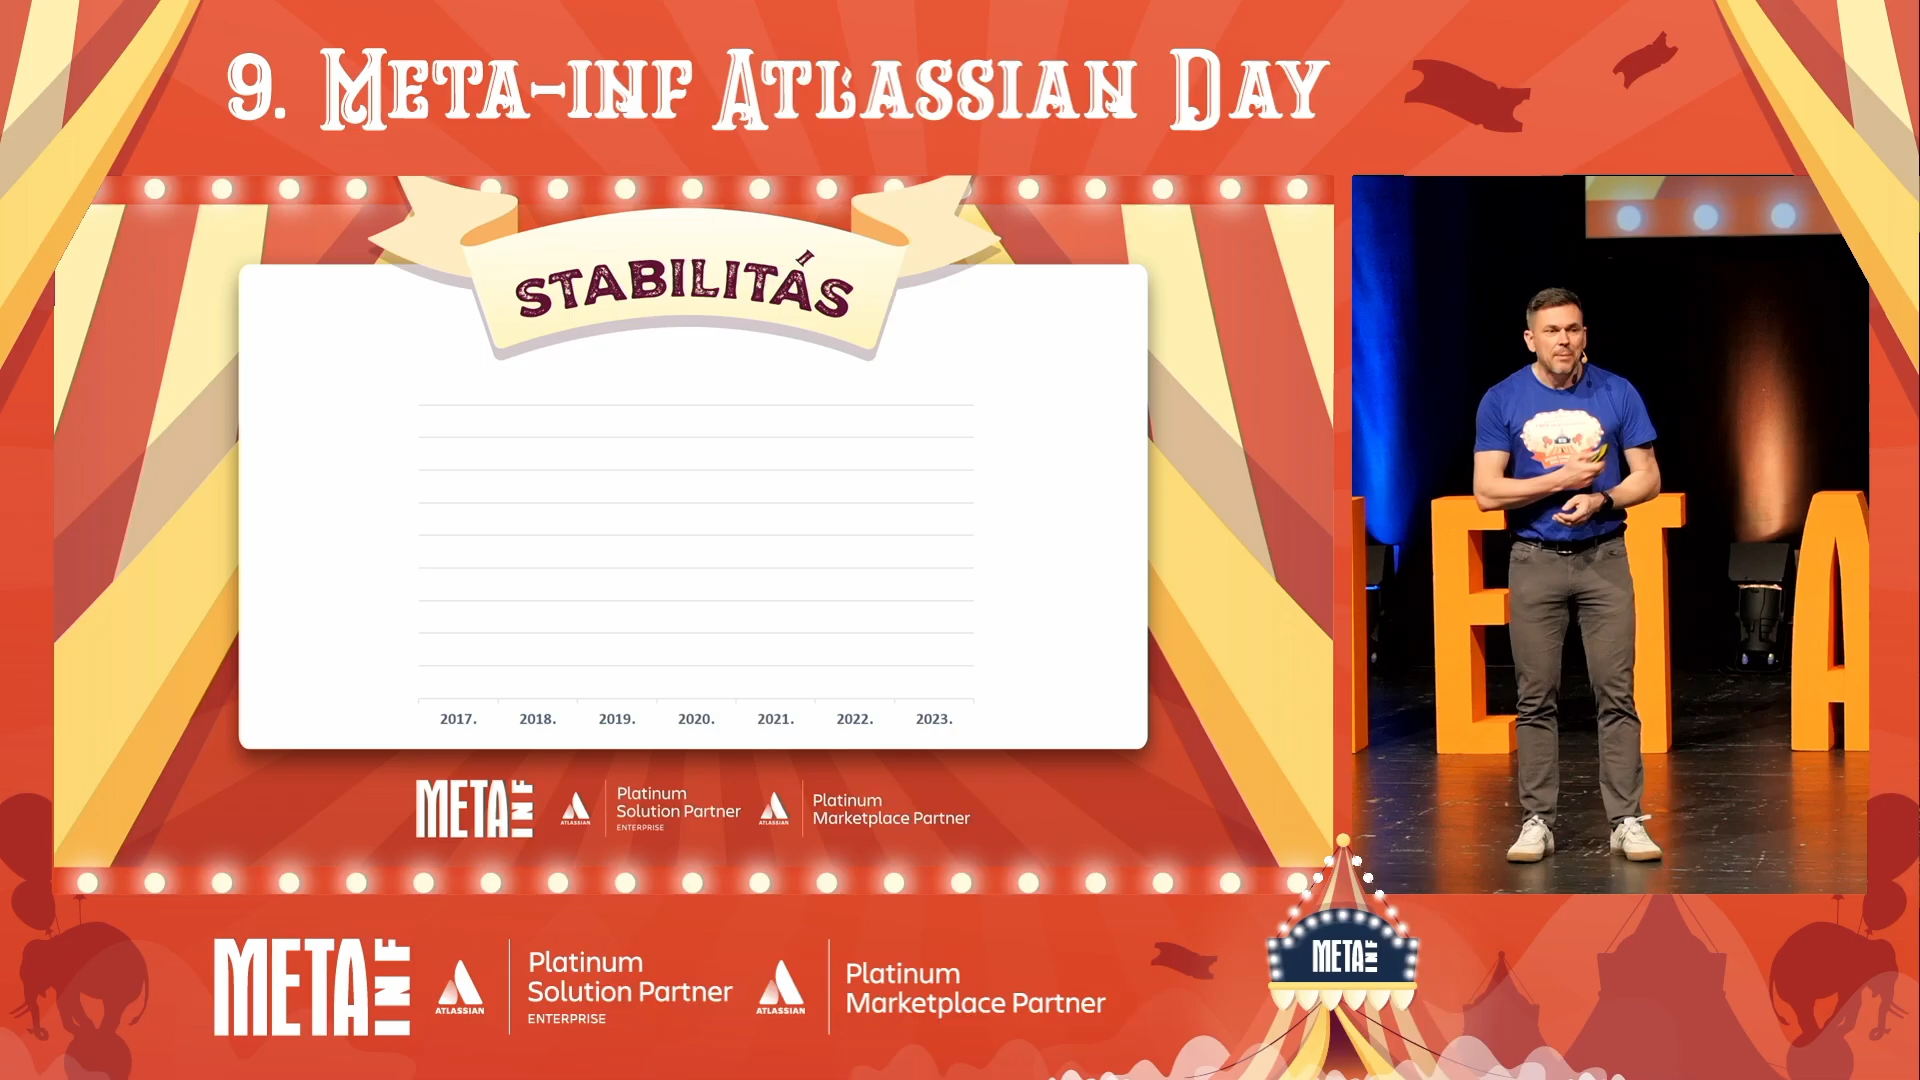 9. META-INF ATLASSIAN DAY
STABILITÁS
2017. 2018. 2019. 2020. 2021. 2022. 2023.
META INF
ATLASSIAN
Platinum
Solution Partner
ENTERPRISE
ATLASSIAN
Platinum
Marketplace Partner
ETA
META INF
ATLASSIAN
Platinum
Solution Partner
ENTERPRISE
ATLASSIAN
Platinum
Marketplace Partner
META INF